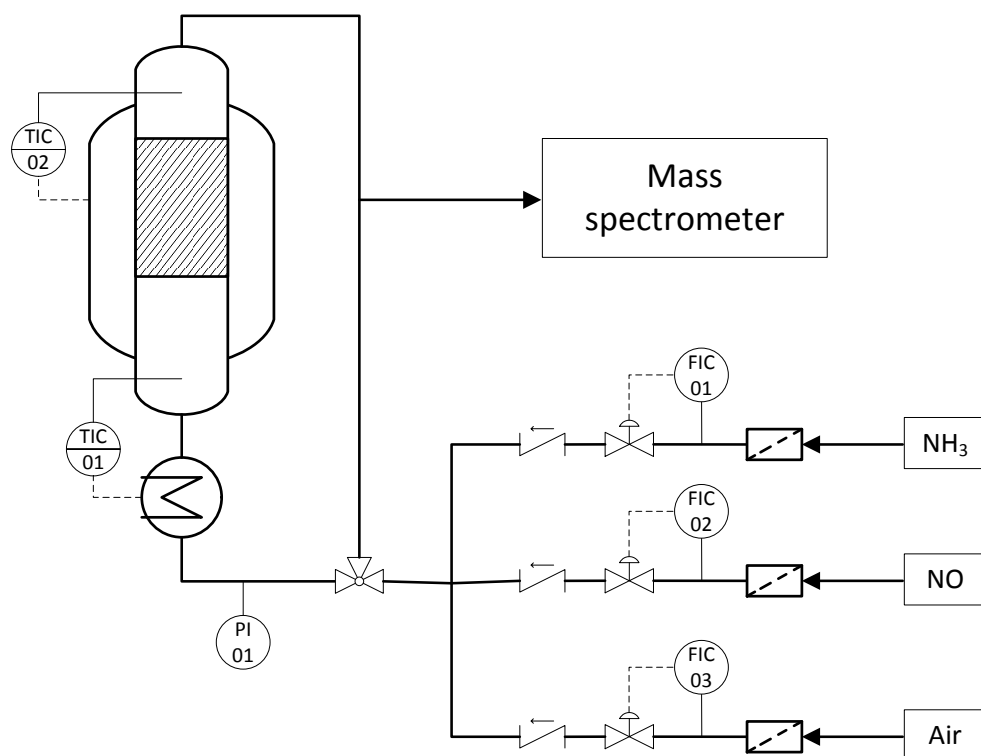 TIC
02
Mass
spectrometer
FIC
01
TIC
01
NH₃
FIC
02
NO
PI
01
FIC
03
Air